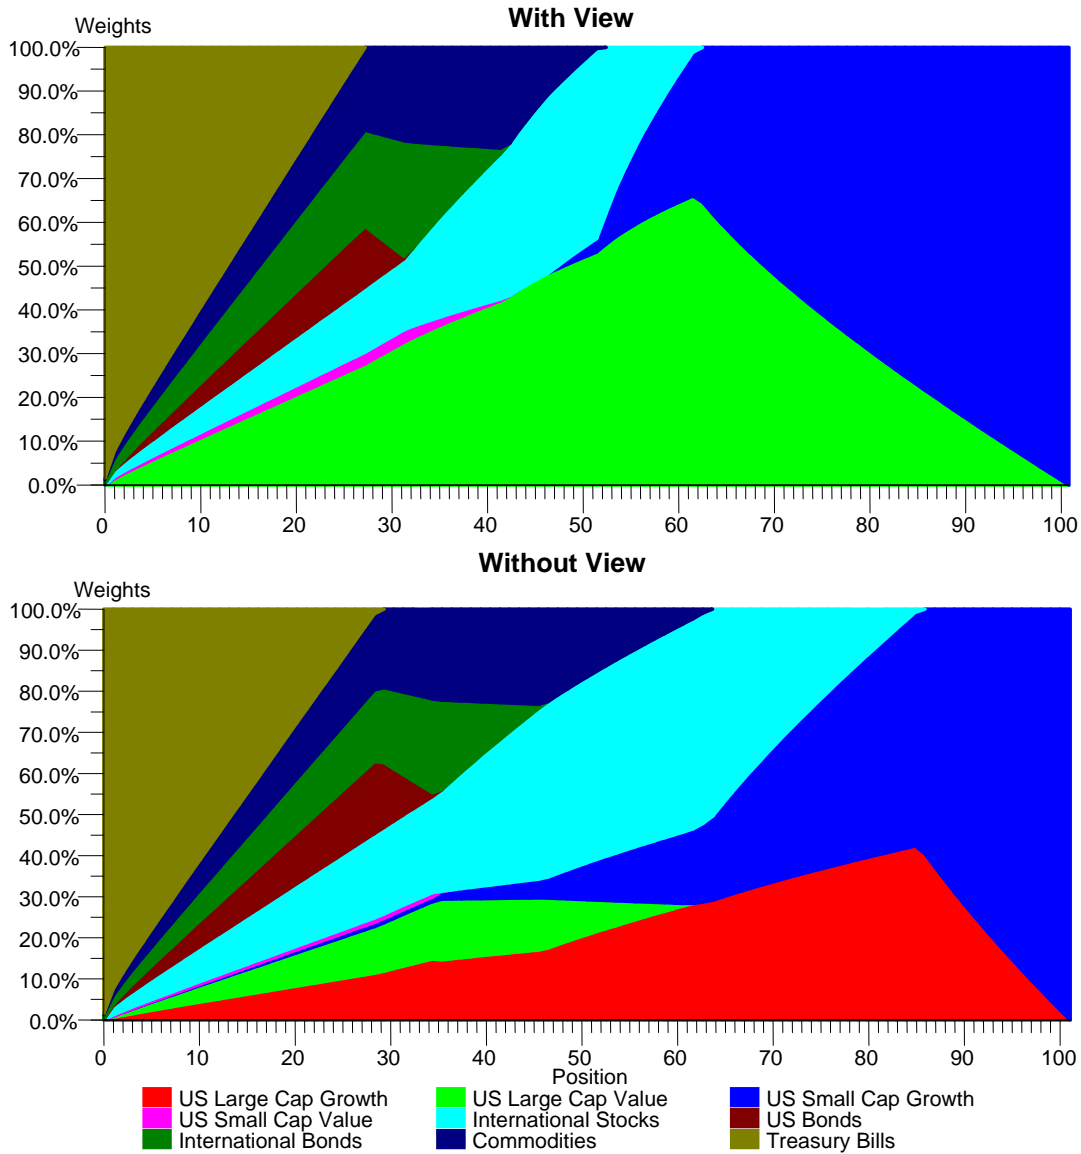 With View
Weights
100.0%
90.0%
80.0%
70.0%
60.0%
50.0%
40.0%
30.0%
20.0%
10.0%
0.0%
0 10 20 30 40 50 60 70 80 90 100
Without View
Weights
100.0%
90.0%
80.0%
70.0%
60.0%
50.0%
40.0%
30.0%
20.0%
10.0%
0.0%
0 10 20 30 40 50 60 70 80 90 100
Position
US Large Cap Growth US Large Cap Value US Small Cap Growth
US Small Cap Value International Stocks US Bonds
International Bonds Commodities Treasury Bills